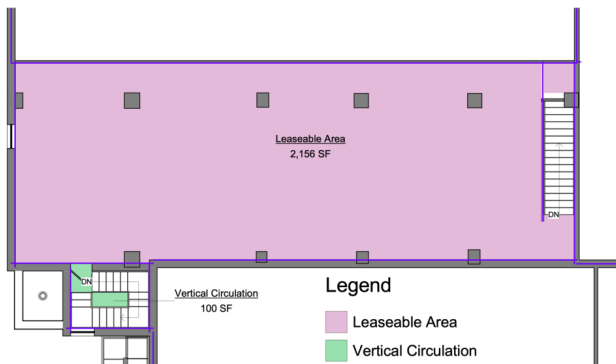 Leaseable Area
2,156 SF
DN
DN
Vertical Circulation
100 SF
Legend
Leaseable Area
Vertical Circulation